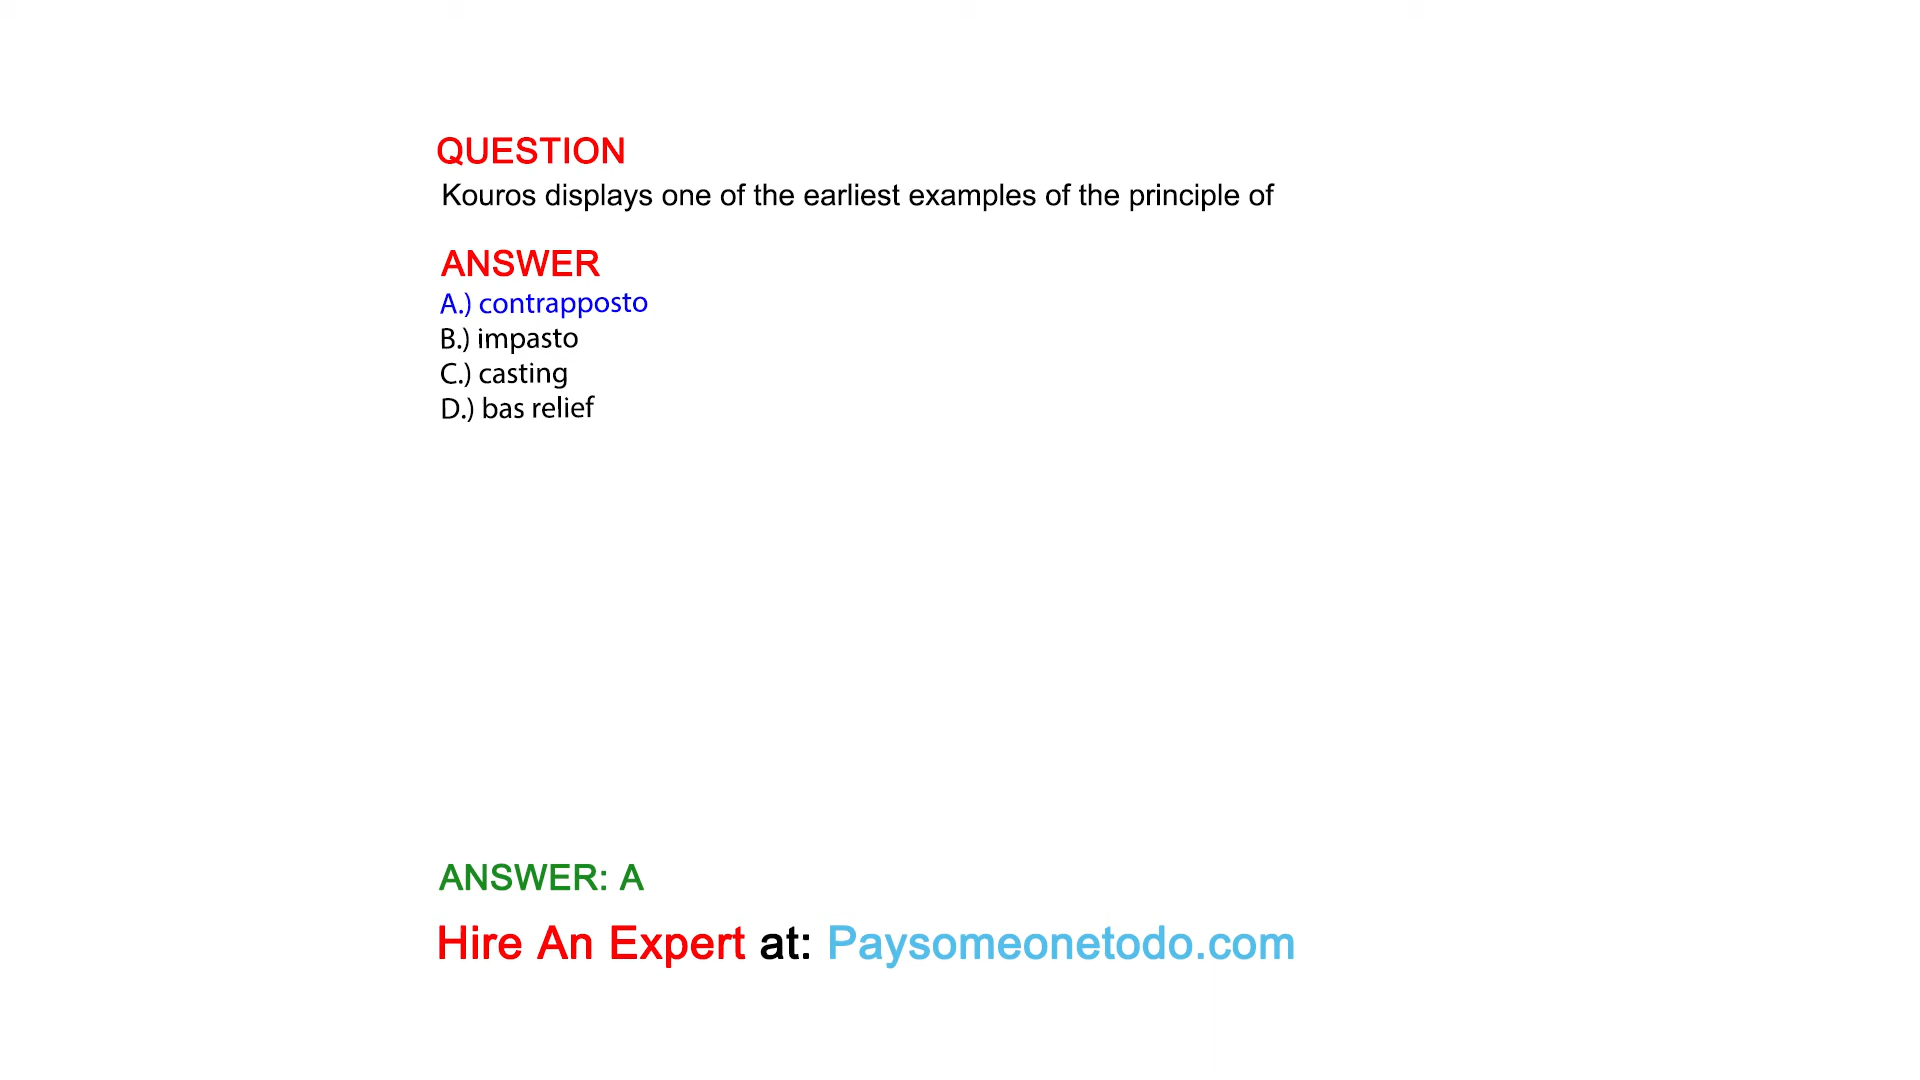 QUESTION
Kouros displays one of the earliest examples of the principle of
ANSWER
A.) contrapposto
B.) impasto
C.) casting
D.) bas relief
ANSWER: A
Hire An Expert at: Paysomeonetodo.com